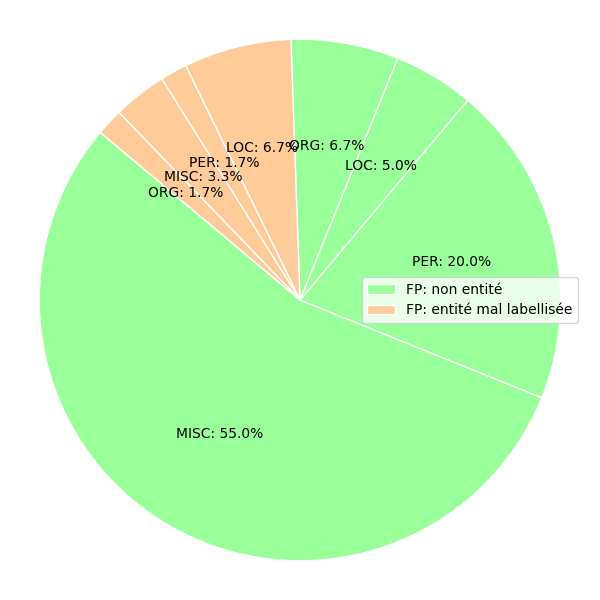 LOC: 6.7%
ORG: 6.7%
PER: 1.7%
LOC: 5.0%
MISC: 3.3%
ORG: 1.7%
PER: 20.0%
FP: non entité
FP: entité mal labellisée
MISC: 55.0%